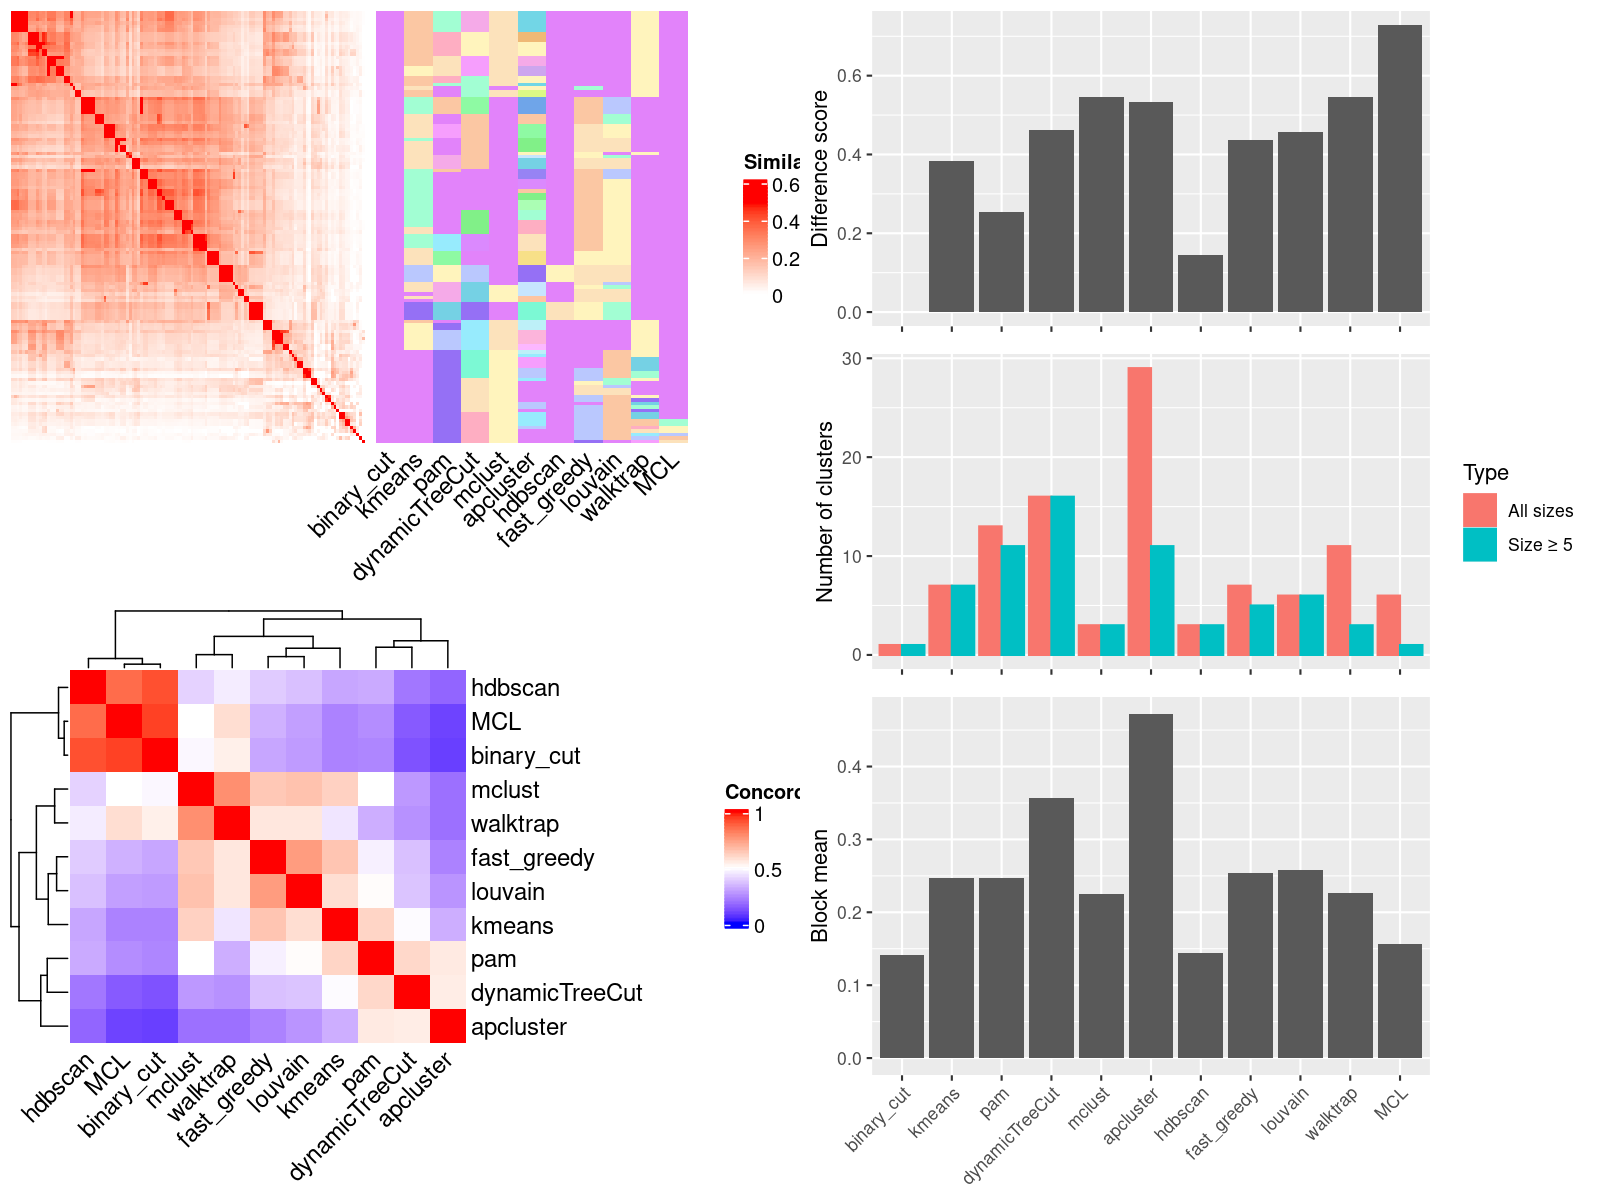 Simila
0.6
0.4
0.2
0
binary_cut
kmeans
pam
dynamicTreeCut
mclust
apcluster
hdbscan
fast_greedy
louvain
walktrap
MCL
hdbscan
MCL
binary_cut
mclust
walktrap
fast_greedy
louvain
kmeans
pam
dynamicTreeCut
apcluster
Concord
1
0.5
0
hdbscan
MCL
binary_cut
mclust
walktrap
fast_greedy
louvain
kmeans
pam
dynamicTreeCut
apcluster
Difference score
0.6
0.4
0.2
0.0
Number of clusters
30
20
10
0
Type
All sizes
Size ≥ 5
Block mean
0.4
0.3
0.2
0.1
0.0
binary_cut
kmeans
pam
dynamicTreeCut
mclust
apcluster
hdbscan
fast_greedy
louvain
walktrap
MCL